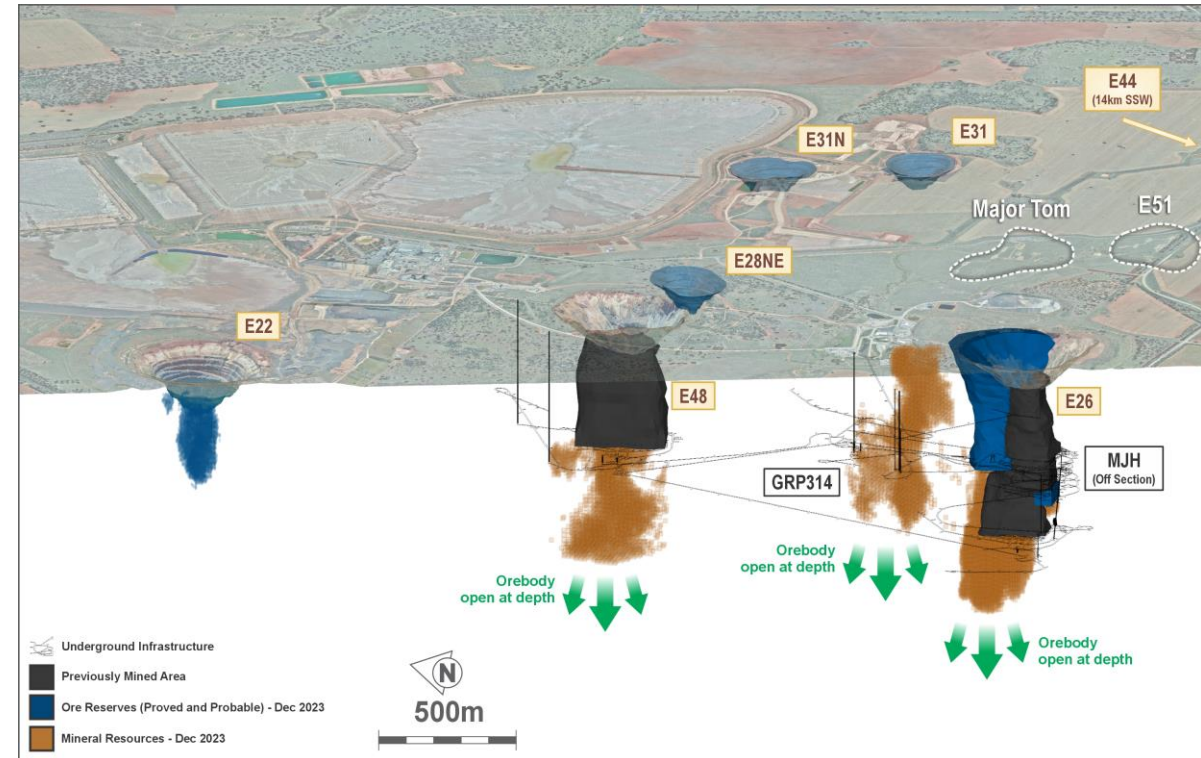 E44
(14km SSW)
E31N
E31
Major Tom
E51
E28NE
E22
E48
E26
GRP314
MJH
(Off Section)
Orebody
open at depth
Orebody
open at depth
Orebody
open at depth
Underground Infrastructure
Previously Mined Area
Ore Reserves (Proved and Probable) - Dec 2023
Mineral Resources - Dec 2023
N
500m